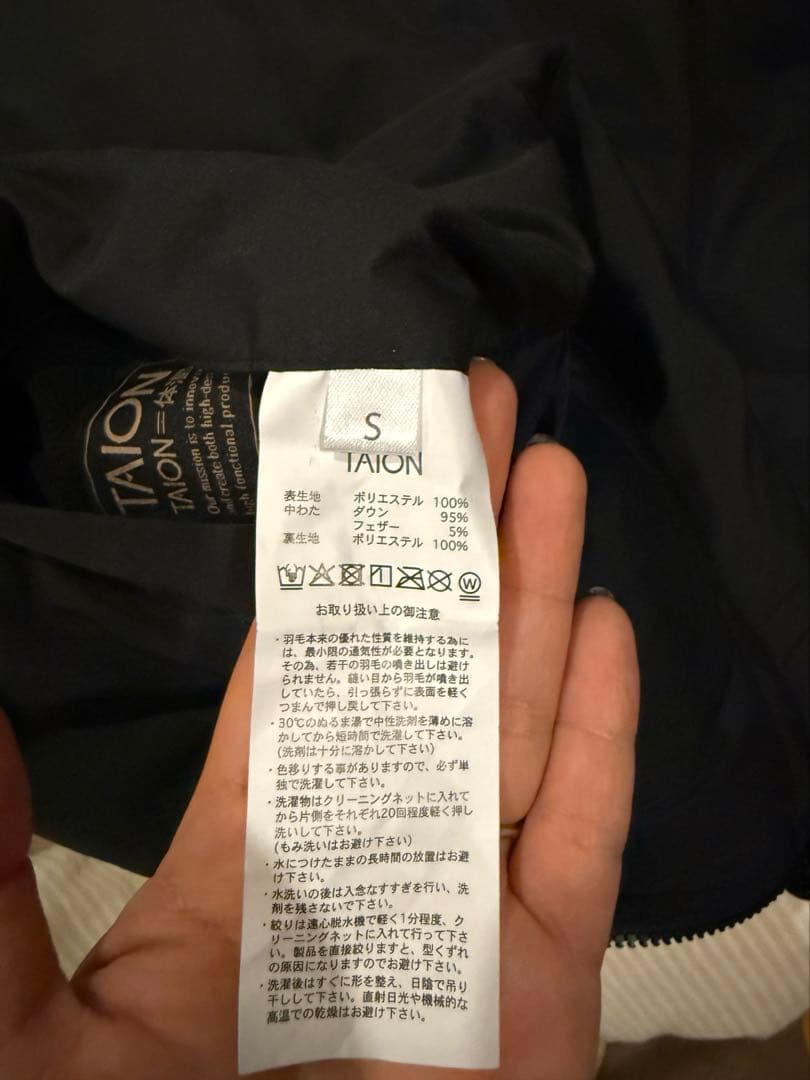 TAION
TAION=体温
Our mission is to innov
and create both high-des
high functional produ
S
TAION
表生地 ポリエステル 100%
中わた ダウン 95%
フェザー 5%
裏生地 ポリエステル 100%
W
お取り扱い上の御注意
・羽毛本来の優れた性質を維持する為に
は、最小限の通気性が必要となります。
その為、若干の羽毛の噴き出しは避け
られません。縫い目から羽毛が噴き出
していたら、引っ張らずに表面を軽く
つまんで押し戻して下さい。
・30℃のぬるま湯で中性洗剤を薄めに溶
かしてから短時間で洗濯して下さい。
(洗剤は十分に溶かして下さい)
・色移りする事がありますので、必ず単
独で洗濯して下さい。
・洗濯物はクリーニングネットに入れて
から片側をそれぞれ20回程度軽く押し
洗いして下さい。
(もみ洗いはお避け下さい)
・水につけたままの長時間の放置はお避
け下さい。
・水洗いの後は入念なすすぎを行い、洗
剤を残さないで下さい。
・絞りは遠心脱水機で軽く1分程度、ク
リーニングネットに入れて行って下さ
い。製品を直接絞りますと、型くずれ
の原因になりますのでお避け下さい。
・洗濯後はすぐに形を整え、日陰で吊り
干しして下さい。直射日光や機械的な
高温での乾燥はお避け下さい。